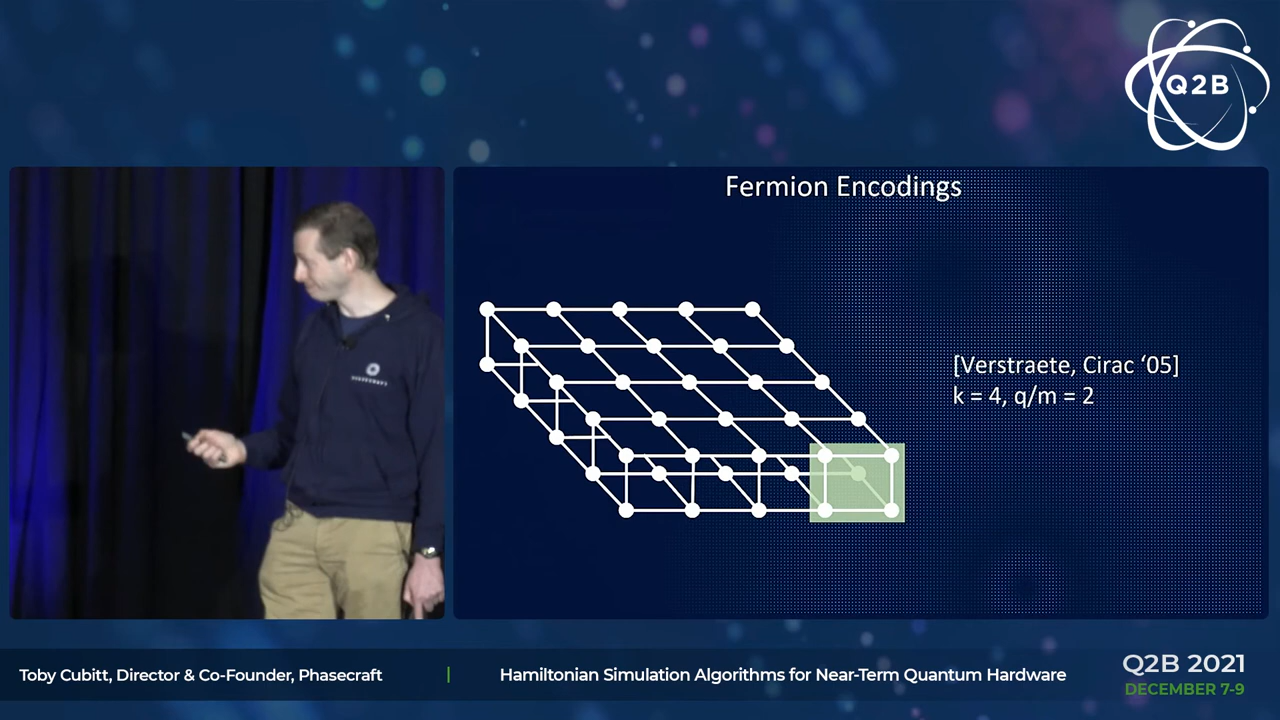 Q2B
Fermion Encodings
[Verstraete, Cirac ‘05]
k = 4, q/m = 2
PHASECRAFT
Toby Cubitt, Director & Co-Founder, Phasecraft
Hamiltonian Simulation Algorithms for Near-Term Quantum Hardware
Q2B 2021
DECEMBER 7-9